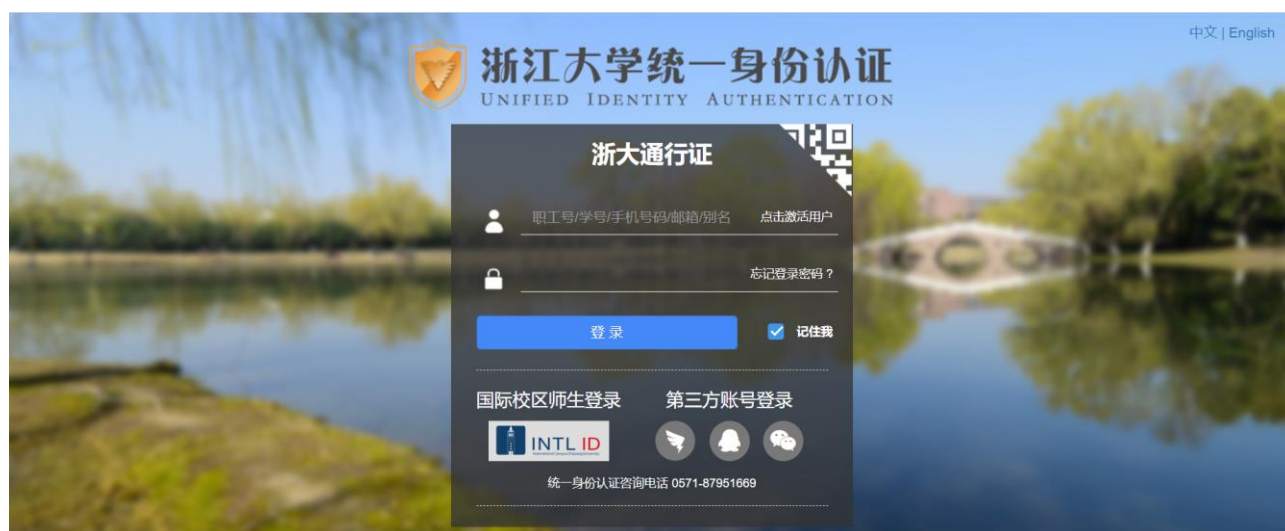 中文 | English
浙江大学统一身份认证
UNIFIED IDENTITY AUTHENTICATION
浙大通行证
职工号/学号/手机号码/邮箱/别名 点击激活用户
忘记登录密码？
登 录 记住我
国际校区师生登录 第三方账号登录
INTL ID
统一身份认证咨询电话 0571-87951669